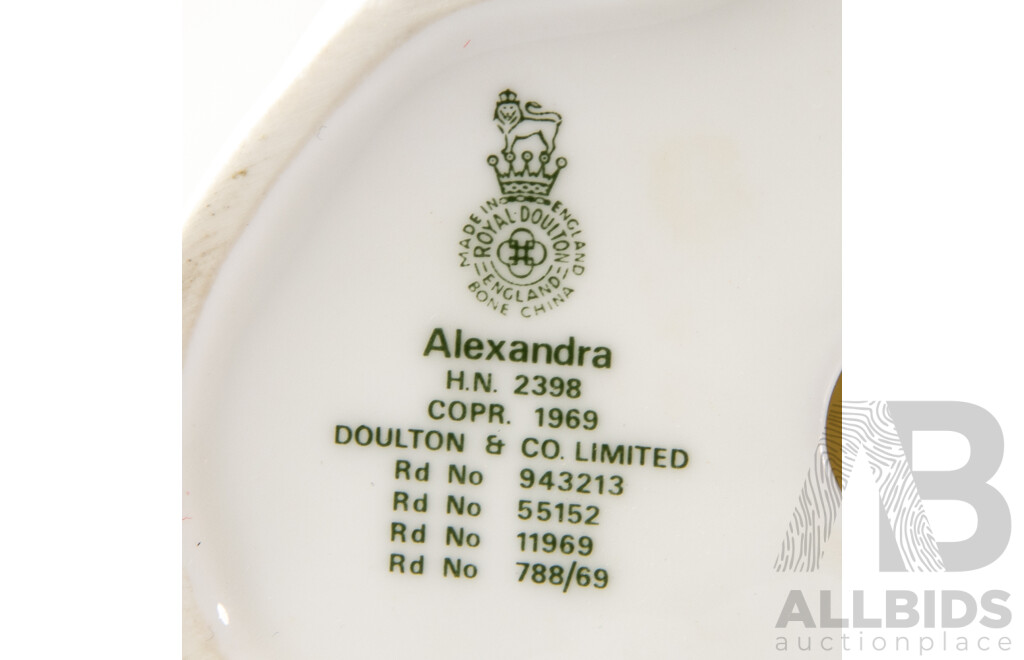 MADE IN ENGLAND
ROYAL·DOULTON
ENGLAND
BONE CHINA
Alexandra
H.N. 2398
COPR. 1969
DOULTON & CO. LIMITED
Rd No 943213
Rd No 55152
Rd No 11969
Rd No 788/69
AB
ALLBIDS
auctionplace